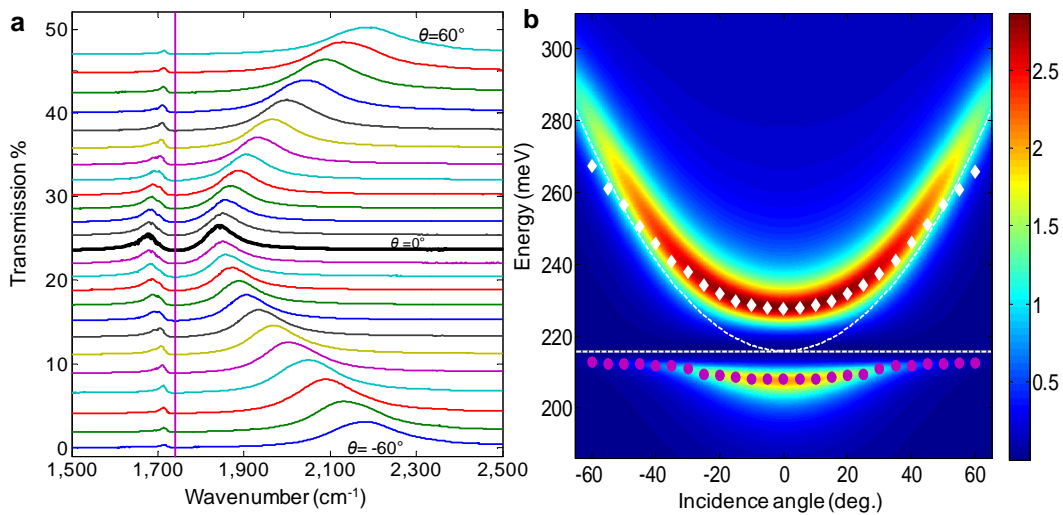 a
Transmission %
50
40
30
20
10
0
θ=60°
θ=0°
θ= -60°
1,500 1,700 1,900 2,100 2,300 2,500
Wavenumber (cm-1)
b
Energy (meV)
300
280
260
240
220
200
-60 -40 -20 0 20 40 60
Incidence angle (deg.)
2.5
2
1.5
1
0.5